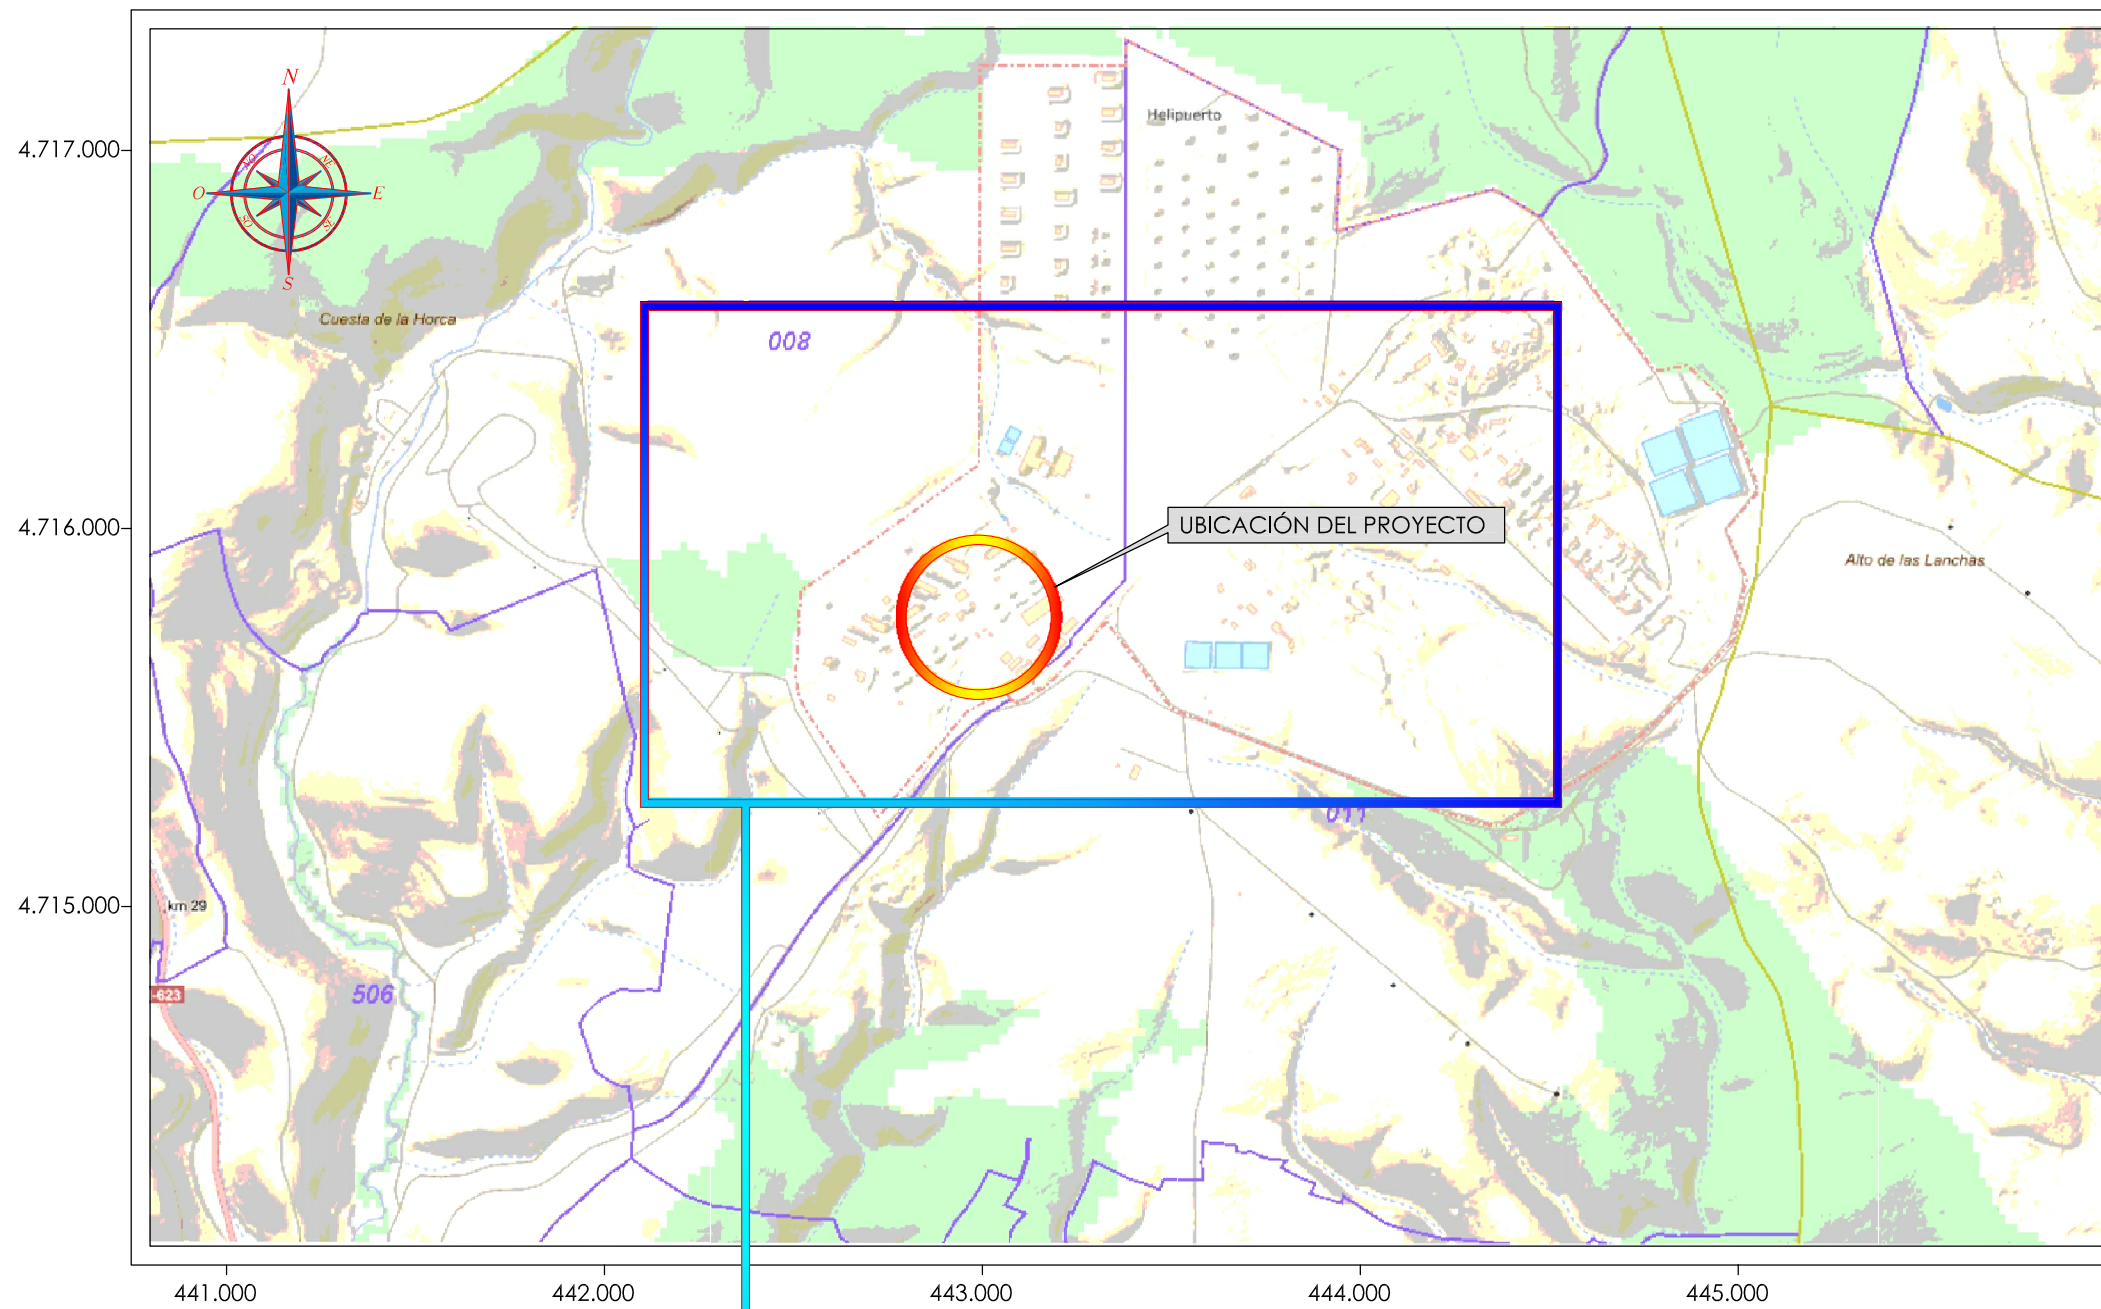 N
NO
NE
O
E
SO
SE
S
Helipuerto
4.717.000
Cuesta de la Horca
008
4.716.000
UBICACIÓN DEL PROYECTO
Alto de las Lanchas
011
4.715.000
km 29
-623
506
441.000
442.000
443.000
444.000
445.000